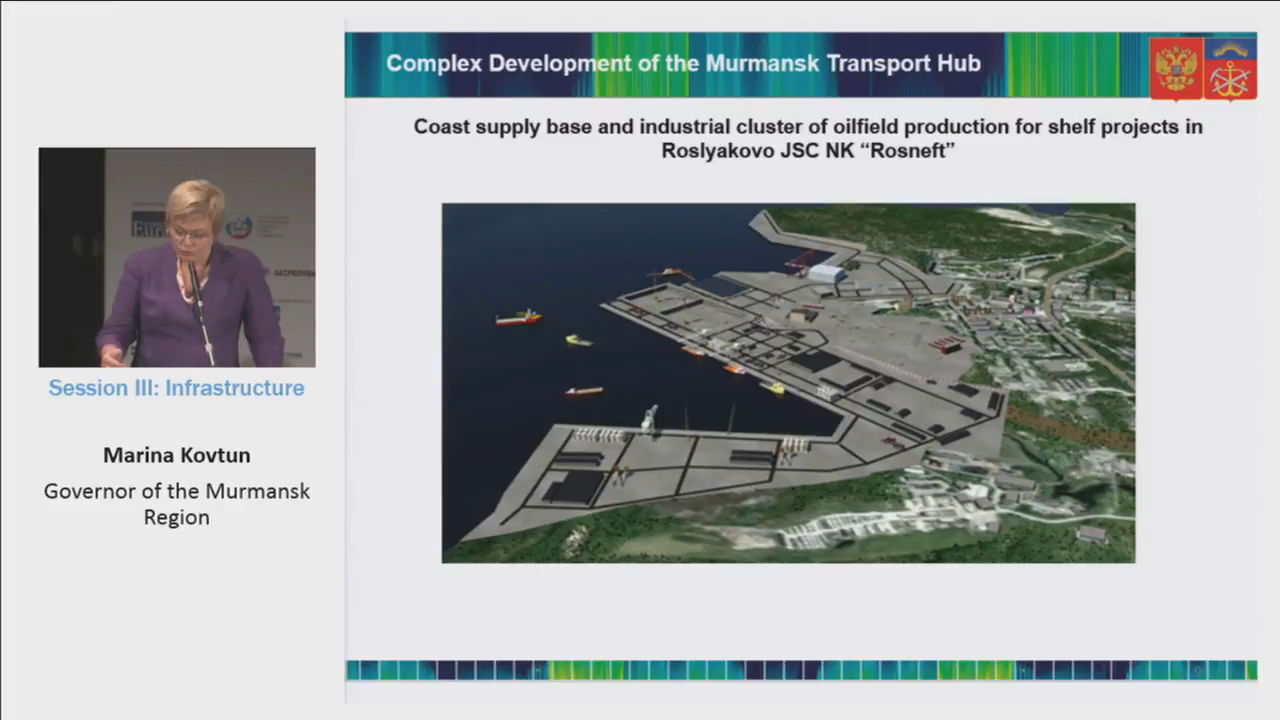 Complex Development of the Murmansk Transport Hub
Coast supply base and industrial cluster of oilfield production for shelf projects in
Roslyakovo JSC NK “Rosneft”
GAZPROM
Session III: Infrastructure
Marina Kovtun
Governor of the Murmansk
Region